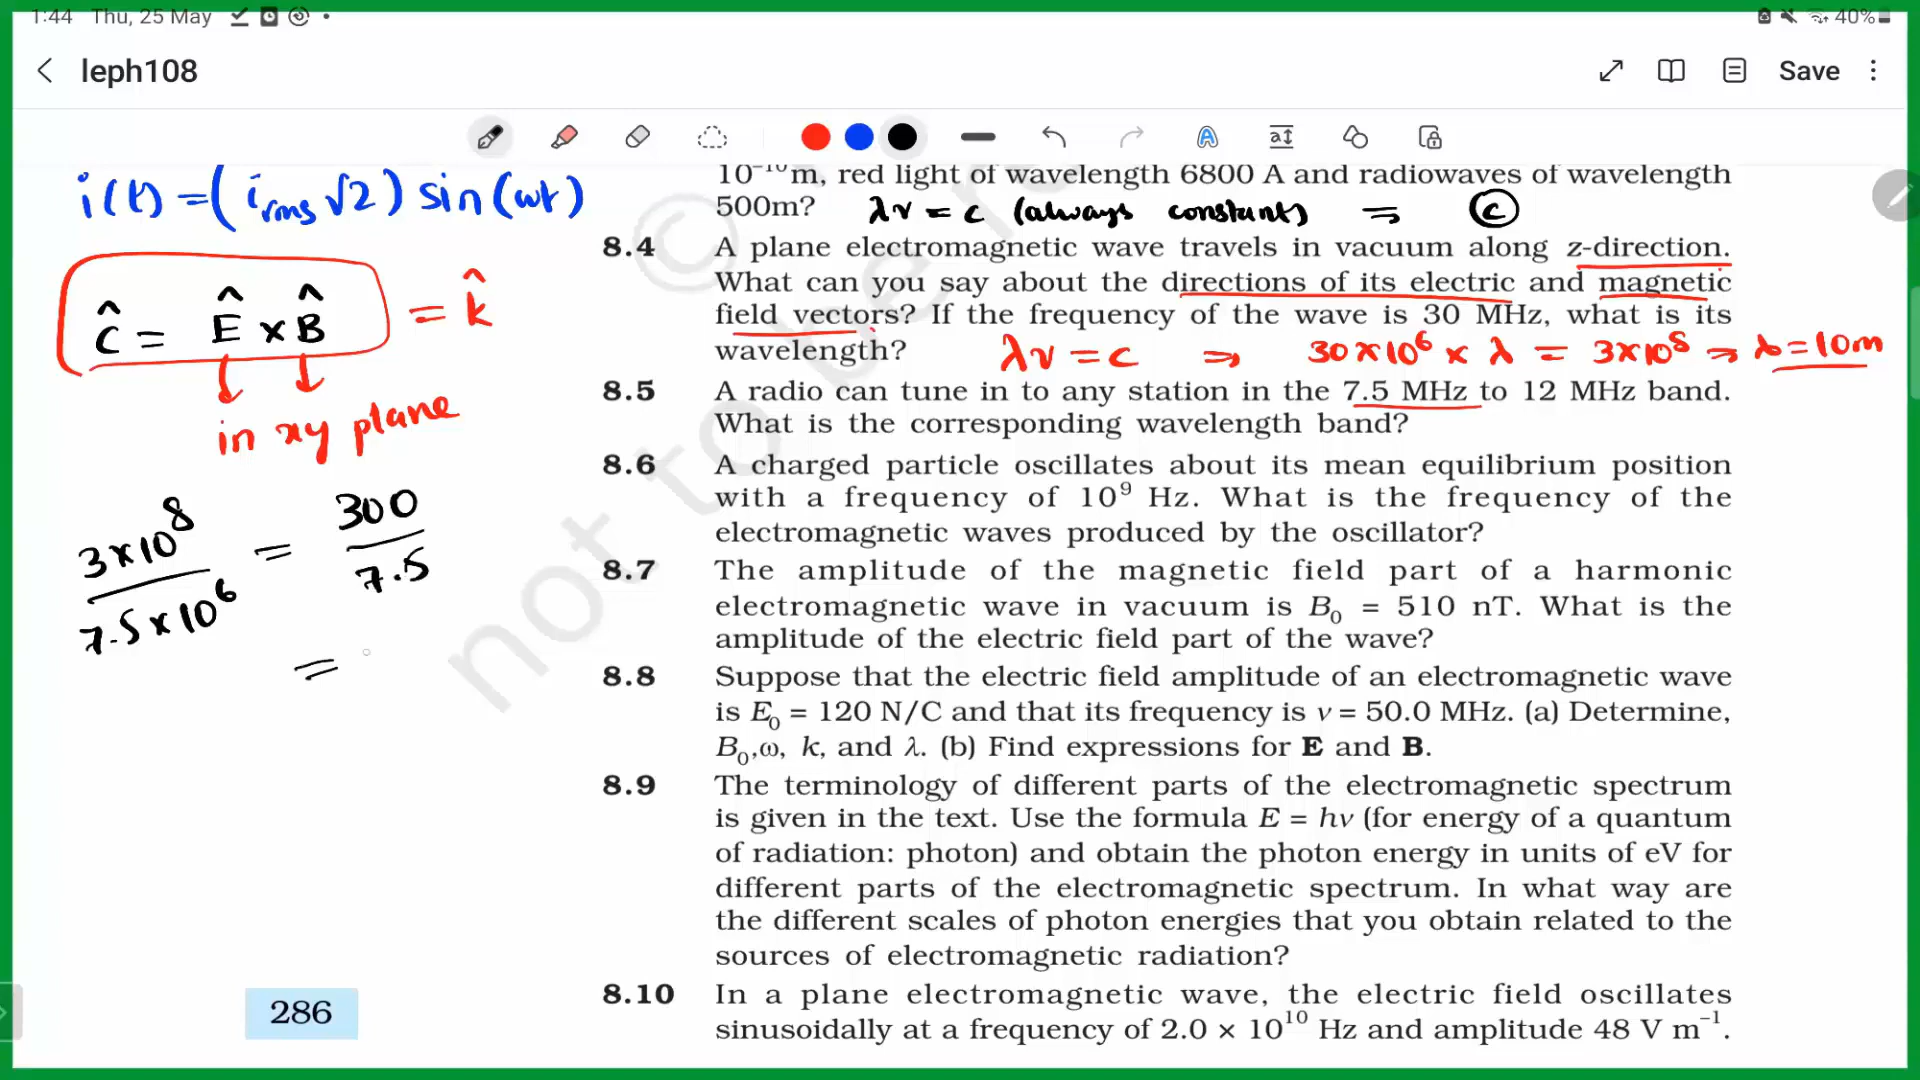 1:44 Thu, 25 May
40%
leph108
Save
i(t) = (irms √2) sin(ωt)
ĉ = Ê × B̂ = k̂
in xy plane
3×10⁸ / 7.5×10⁶ = 300 / 7.5
=
10⁻¹⁰m, red light of wavelength 6800 A and radiowaves of wavelength
500m? λν = c (always constant) ⇒ ⓒ
8.4 A plane electromagnetic wave travels in vacuum along z-direction.
What can you say about the directions of its electric and magnetic
field vectors? If the frequency of the wave is 30 MHz, what is its
wavelength? λν = c ⇒ 30×10⁶ × λ = 3×10⁸ ⇒ λ = 10m
8.5 A radio can tune in to any station in the 7.5 MHz to 12 MHz band.
What is the corresponding wavelength band?
8.6 A charged particle oscillates about its mean equilibrium position
with a frequency of 10⁹ Hz. What is the frequency of the
electromagnetic waves produced by the oscillator?
8.7 The amplitude of the magnetic field part of a harmonic
electromagnetic wave in vacuum is B₀ = 510 nT. What is the
amplitude of the electric field part of the wave?
8.8 Suppose that the electric field amplitude of an electromagnetic wave
is E₀ = 120 N/C and that its frequency is ν = 50.0 MHz. (a) Determine,
B₀,ω, k, and λ. (b) Find expressions for E and B.
8.9 The terminology of different parts of the electromagnetic spectrum
is given in the text. Use the formula E = hν (for energy of a quantum
of radiation: photon) and obtain the photon energy in units of eV for
different parts of the electromagnetic spectrum. In what way are
the different scales of photon energies that you obtain related to the
sources of electromagnetic radiation?
8.10 In a plane electromagnetic wave, the electric field oscillates
sinusoidally at a frequency of 2.0 × 10¹⁰ Hz and amplitude 48 V m⁻¹.
286
© not to be re